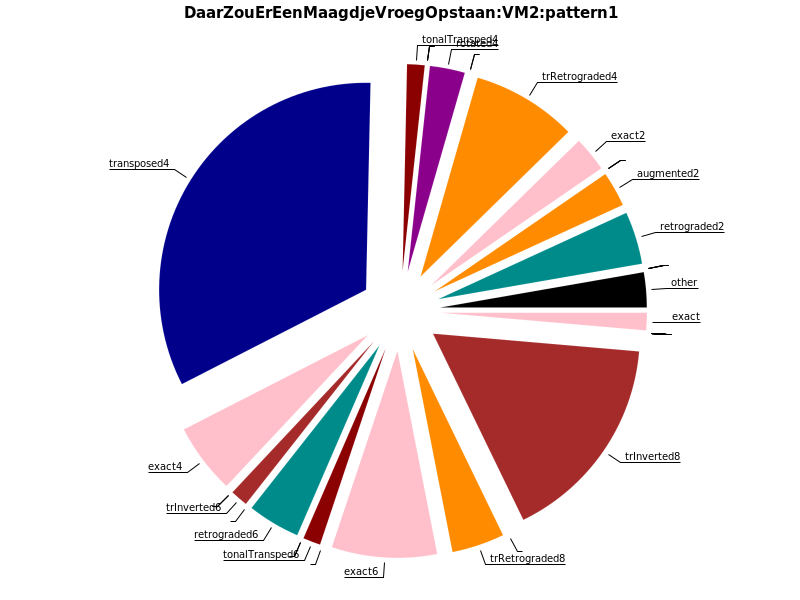 DaarZouErEenMaagdjeVroegOpstaan:VM2:pattern1
tonalTransped4
rotated4
trRetrograded4
exact2
transposed4
augmented2
retrograded2
other
exact
trInverted8
exact4
trInverted6
retrograded6
tonalTransped6
trRetrograded8
exact6